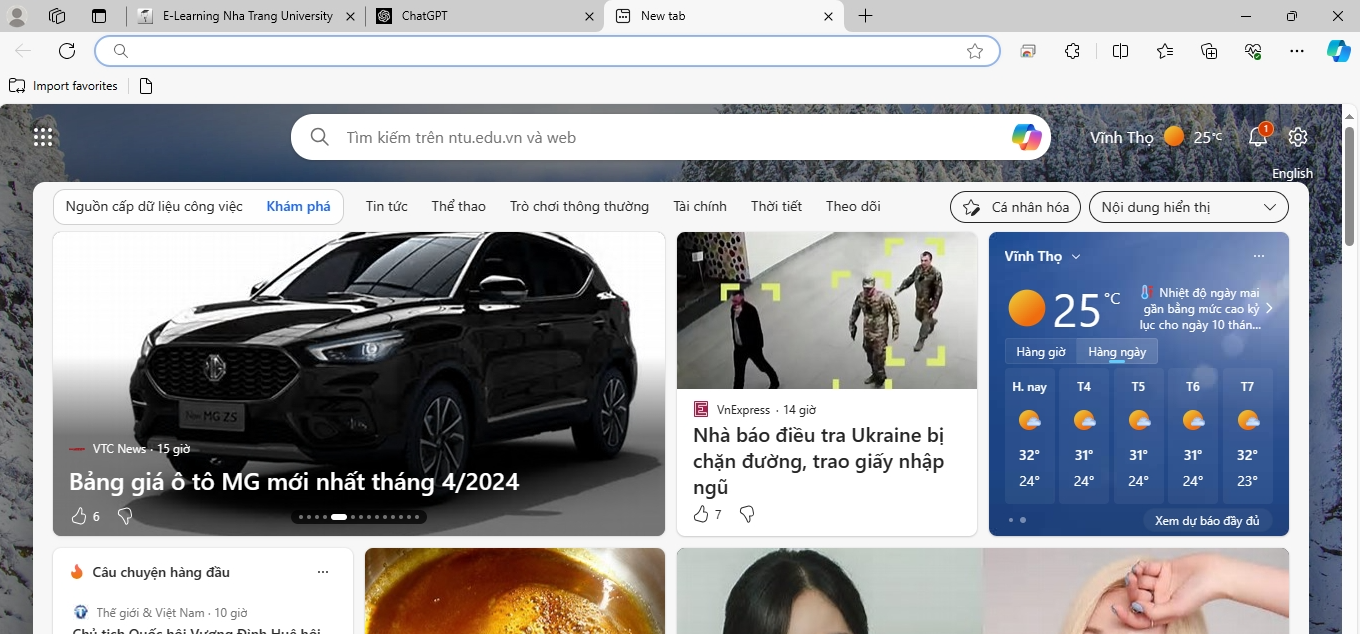 E-Learning Nha Trang University
ChatGPT
New tab
Import favorites
Tìm kiếm trên ntu.edu.vn và web
Vĩnh Thọ 25°C
1
English
Nguồn cấp dữ liệu công việc
Khám phá
Tin tức
Thể thao
Trò chơi thông thường
Tài chính
Thời tiết
Theo dõi
Cá nhân hóa
Nội dung hiển thị
New MG ZS
VTC News · 15 giờ
Bảng giá ô tô MG mới nhất tháng 4/2024
6
VnExpress · 14 giờ
Nhà báo điều tra Ukraine bị
chặn đường, trao giấy nhập
ngũ
7
Vĩnh Thọ
25 °C
Nhiệt độ ngày mai
gần bằng mức cao kỷ
lục cho ngày 10 thán...
Hàng giờ
Hàng ngày
H. nay T4 T5 T6 T7
32° 31° 31° 31° 32°
24° 24° 24° 24° 23°
Xem dự báo đầy đủ
Câu chuyện hàng đầu
Thế giới & Việt Nam · 10 giờ
Chủ tịch Quốc hội Vương Đình Huệ hội